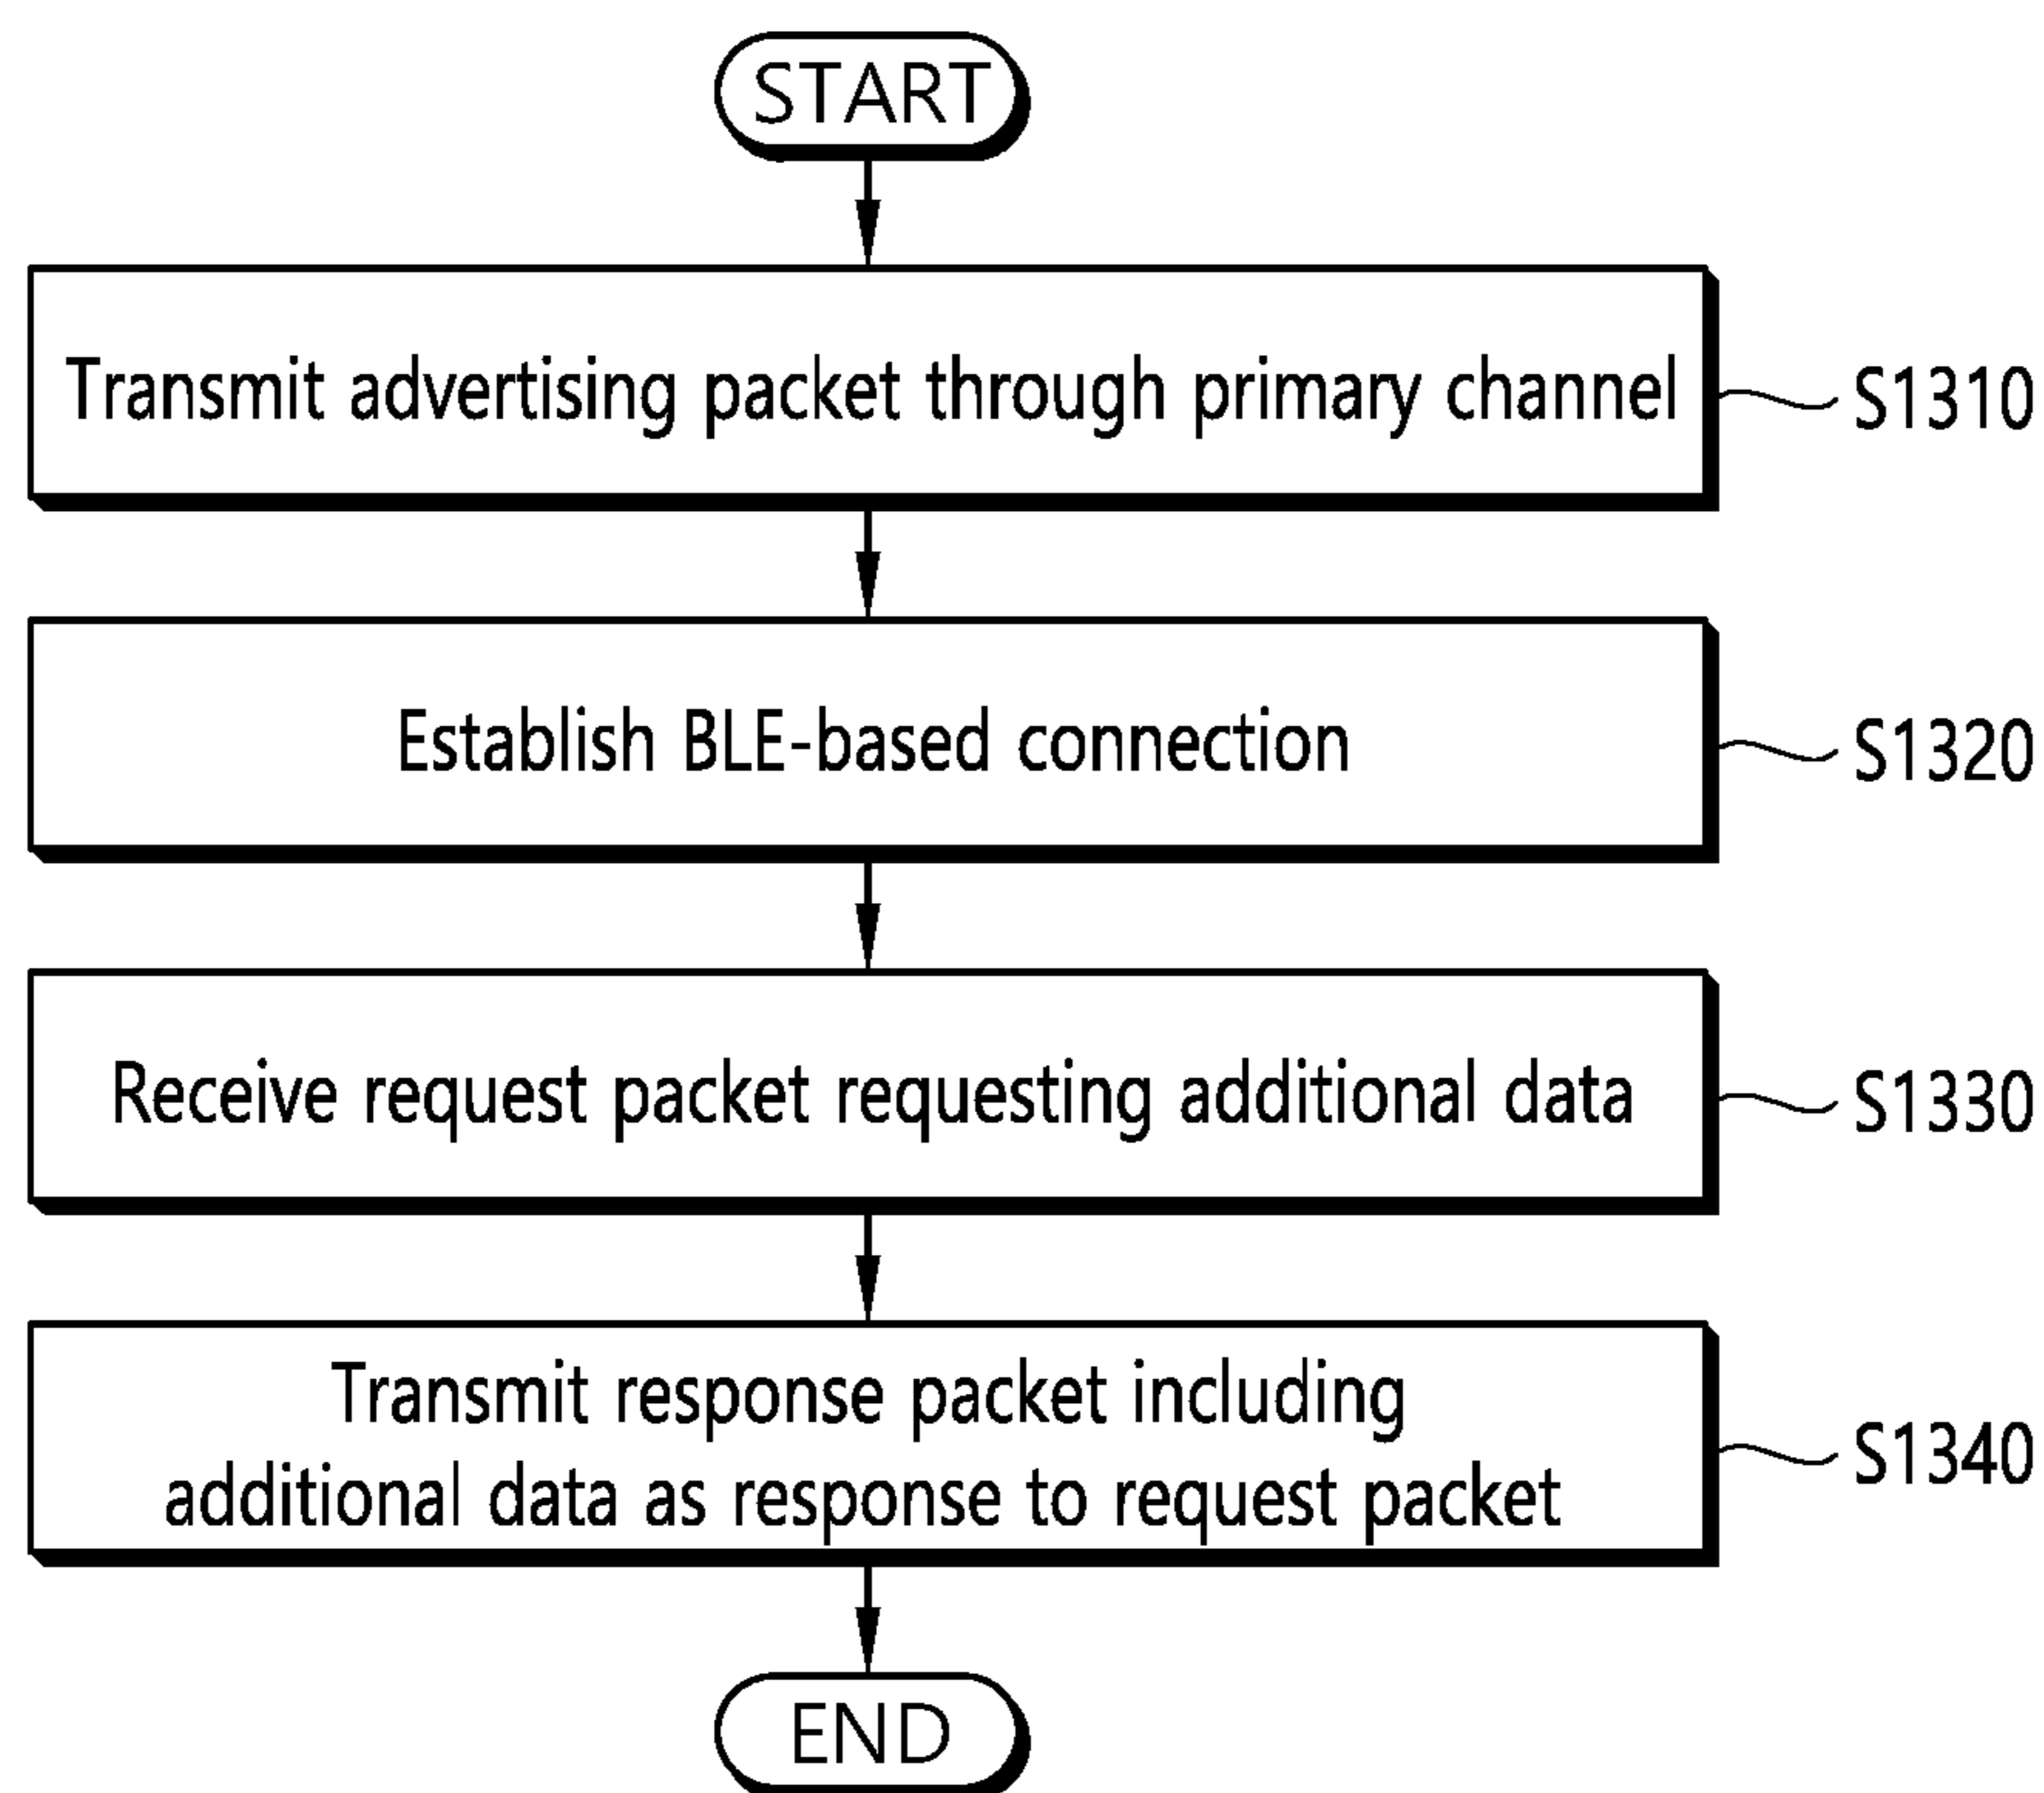 START
Transmit advertising packet through primary channel
S1310
Establish BLE-based connection
S1320
Receive request packet requesting additional data
S1330
Transmit response packet including
additional data as response to request packet
S1340
END